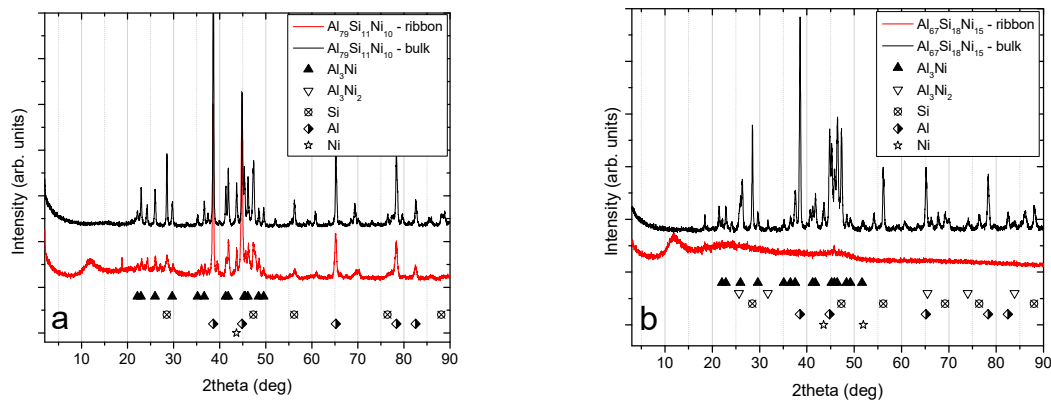 Al79Si11Ni10 - ribbon
Al79Si11Ni10 - bulk
Al3Ni
Al3Ni2
Si
Al
Ni
Intensity (arb. units)
a
10 20 30 40 50 60 70 80 90
2theta (deg)
Al67Si18Ni15 - ribbon
Al67Si18Ni15 - bulk
Al3Ni
Al3Ni2
Si
Al
Ni
Intensity (arb. units)
b
10 20 30 40 50 60 70 80 90
2theta (deg)